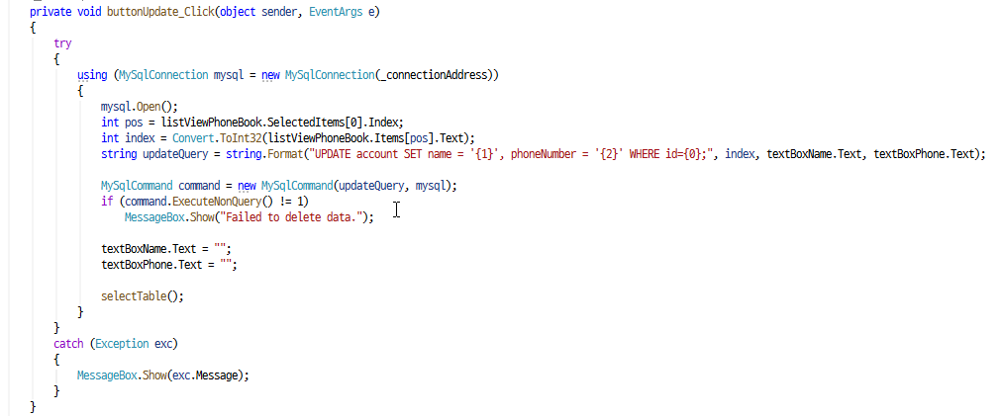 private void buttonUpdate_Click(object sender, EventArgs e)
{
try
{
using (MySqlConnection mysql = new MySqlConnection(_connectionAddress))
{
mysql.Open();
int pos = listViewPhoneBook.SelectedItems[0].Index;
int index = Convert.ToInt32(listViewPhoneBook.Items[pos].Text);
string updateQuery = string.Format("UPDATE account SET name = '{1}', phoneNumber = '{2}' WHERE id={0};", index, textBoxName.Text, textBoxPhone.Text);
MySqlCommand command = new MySqlCommand(updateQuery, mysql);
if (command.ExecuteNonQuery() != 1)
MessageBox.Show("Failed to delete data.");
textBoxName.Text = "";
textBoxPhone.Text = "";
selectTable();
}
}
catch (Exception exc)
{
MessageBox.Show(exc.Message);
}
}